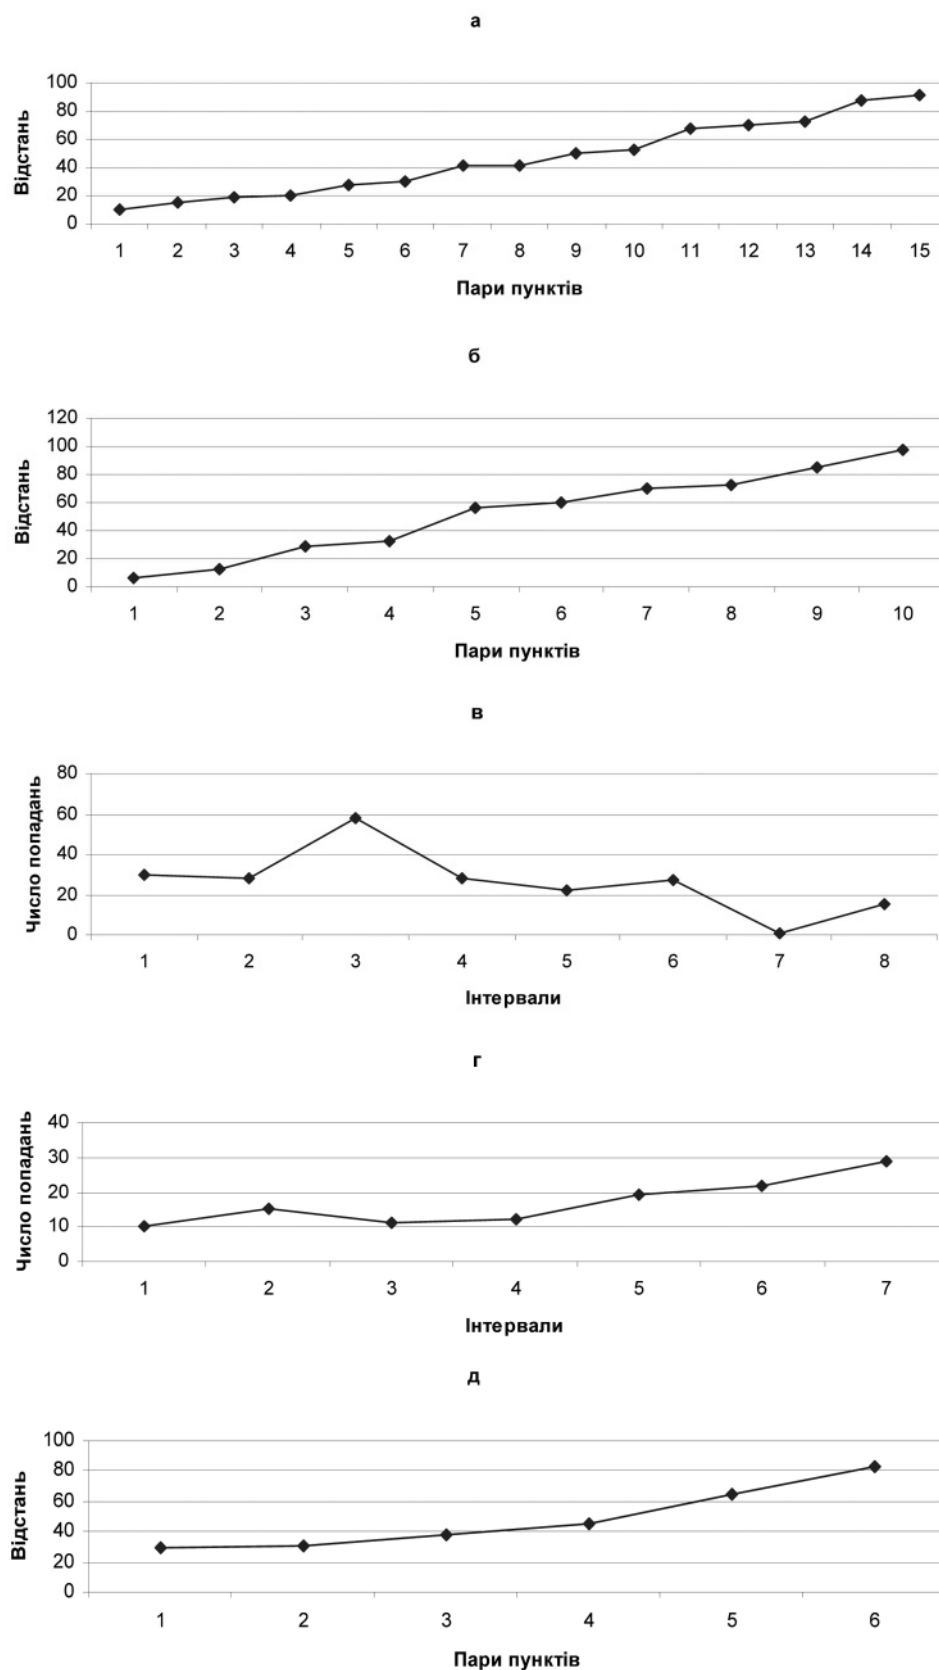 а
100
80
60
40
20
0
Відстань
1 2 3 4 5 6 7 8 9 10 11 12 13 14 15
Пари пунктів
б
120
100
80
60
40
20
0
Відстань
1 2 3 4 5 6 7 8 9 10
Пари пунктів
в
80
60
40
20
0
Число попадань
1 2 3 4 5 6 7 8
Інтервали
г
40
30
20
10
0
Число попадань
1 2 3 4 5 6 7
Інтервали
д
100
80
60
40
20
0
Відстань
1 2 3 4 5 6
Пари пунктів